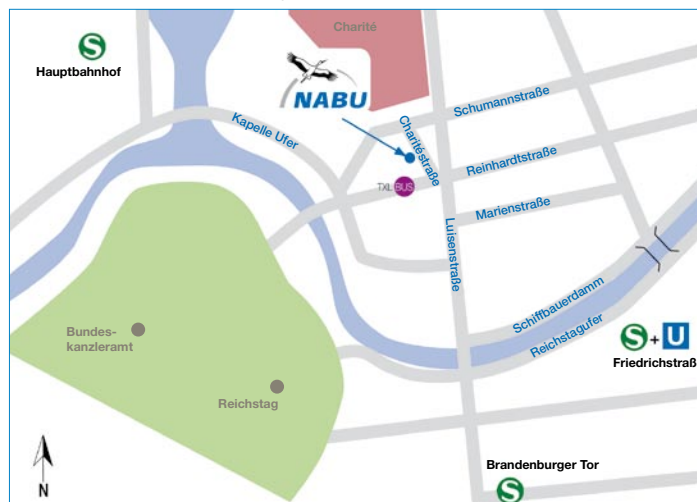 Charité
S
Hauptbahnhof
NABU
Schumannstraße
Kapelle Ufer
Charitéstraße
Reinhardtstraße
TXL BUS
Marienstraße
Luisenstraße
Schiffbauerdamm
Reichstagufer
Bundes-
kanzleramt
S + U
Friedrichstraß
Reichstag
Brandenburger Tor
S
N